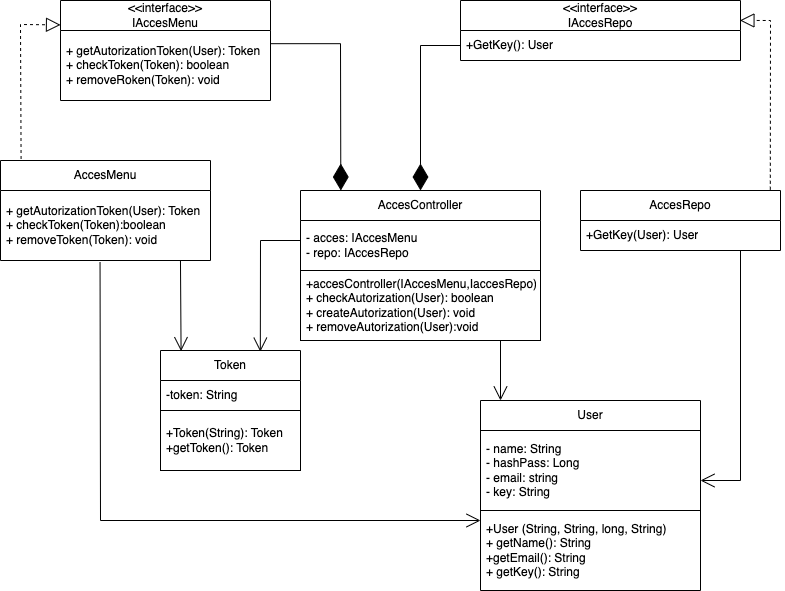 <<interface>>
IAccesMenu
+ getAutorizationToken(User): Token
+ checkToken(Token): boolean
+ removeRoken(Token): void
<<interface>>
IAccesRepo
+GetKey(): User
AccesMenu
+ getAutorizationToken(User): Token
+ checkToken(Token):boolean
+ removeToken(Token): void
AccesController
- acces: IAccesMenu
- repo: IAccesRepo
+accesController(IAccesMenu,IaccesRepo)
+ checkAutorization(User): boolean
+ createAutorization(User): void
+ removeAutorization(User):void
AccesRepo
+GetKey(User): User
Token
-token: String
+Token(String): Token
+getToken(): Token
User
- name: String
- hashPass: Long
- email: string
- key: String
+User (String, String, long, String)
+ getName(): String
+getEmail(): String
+ getKey(): String